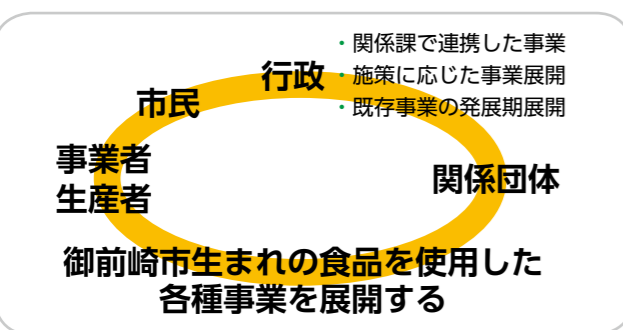 ・関係課で連携した事業
行政・施策に応じた事業展開
市民
・既存事業の発展期展開
事業者
生産者
関係団体
御前崎市生まれの食品を使用した
各種事業を展開する